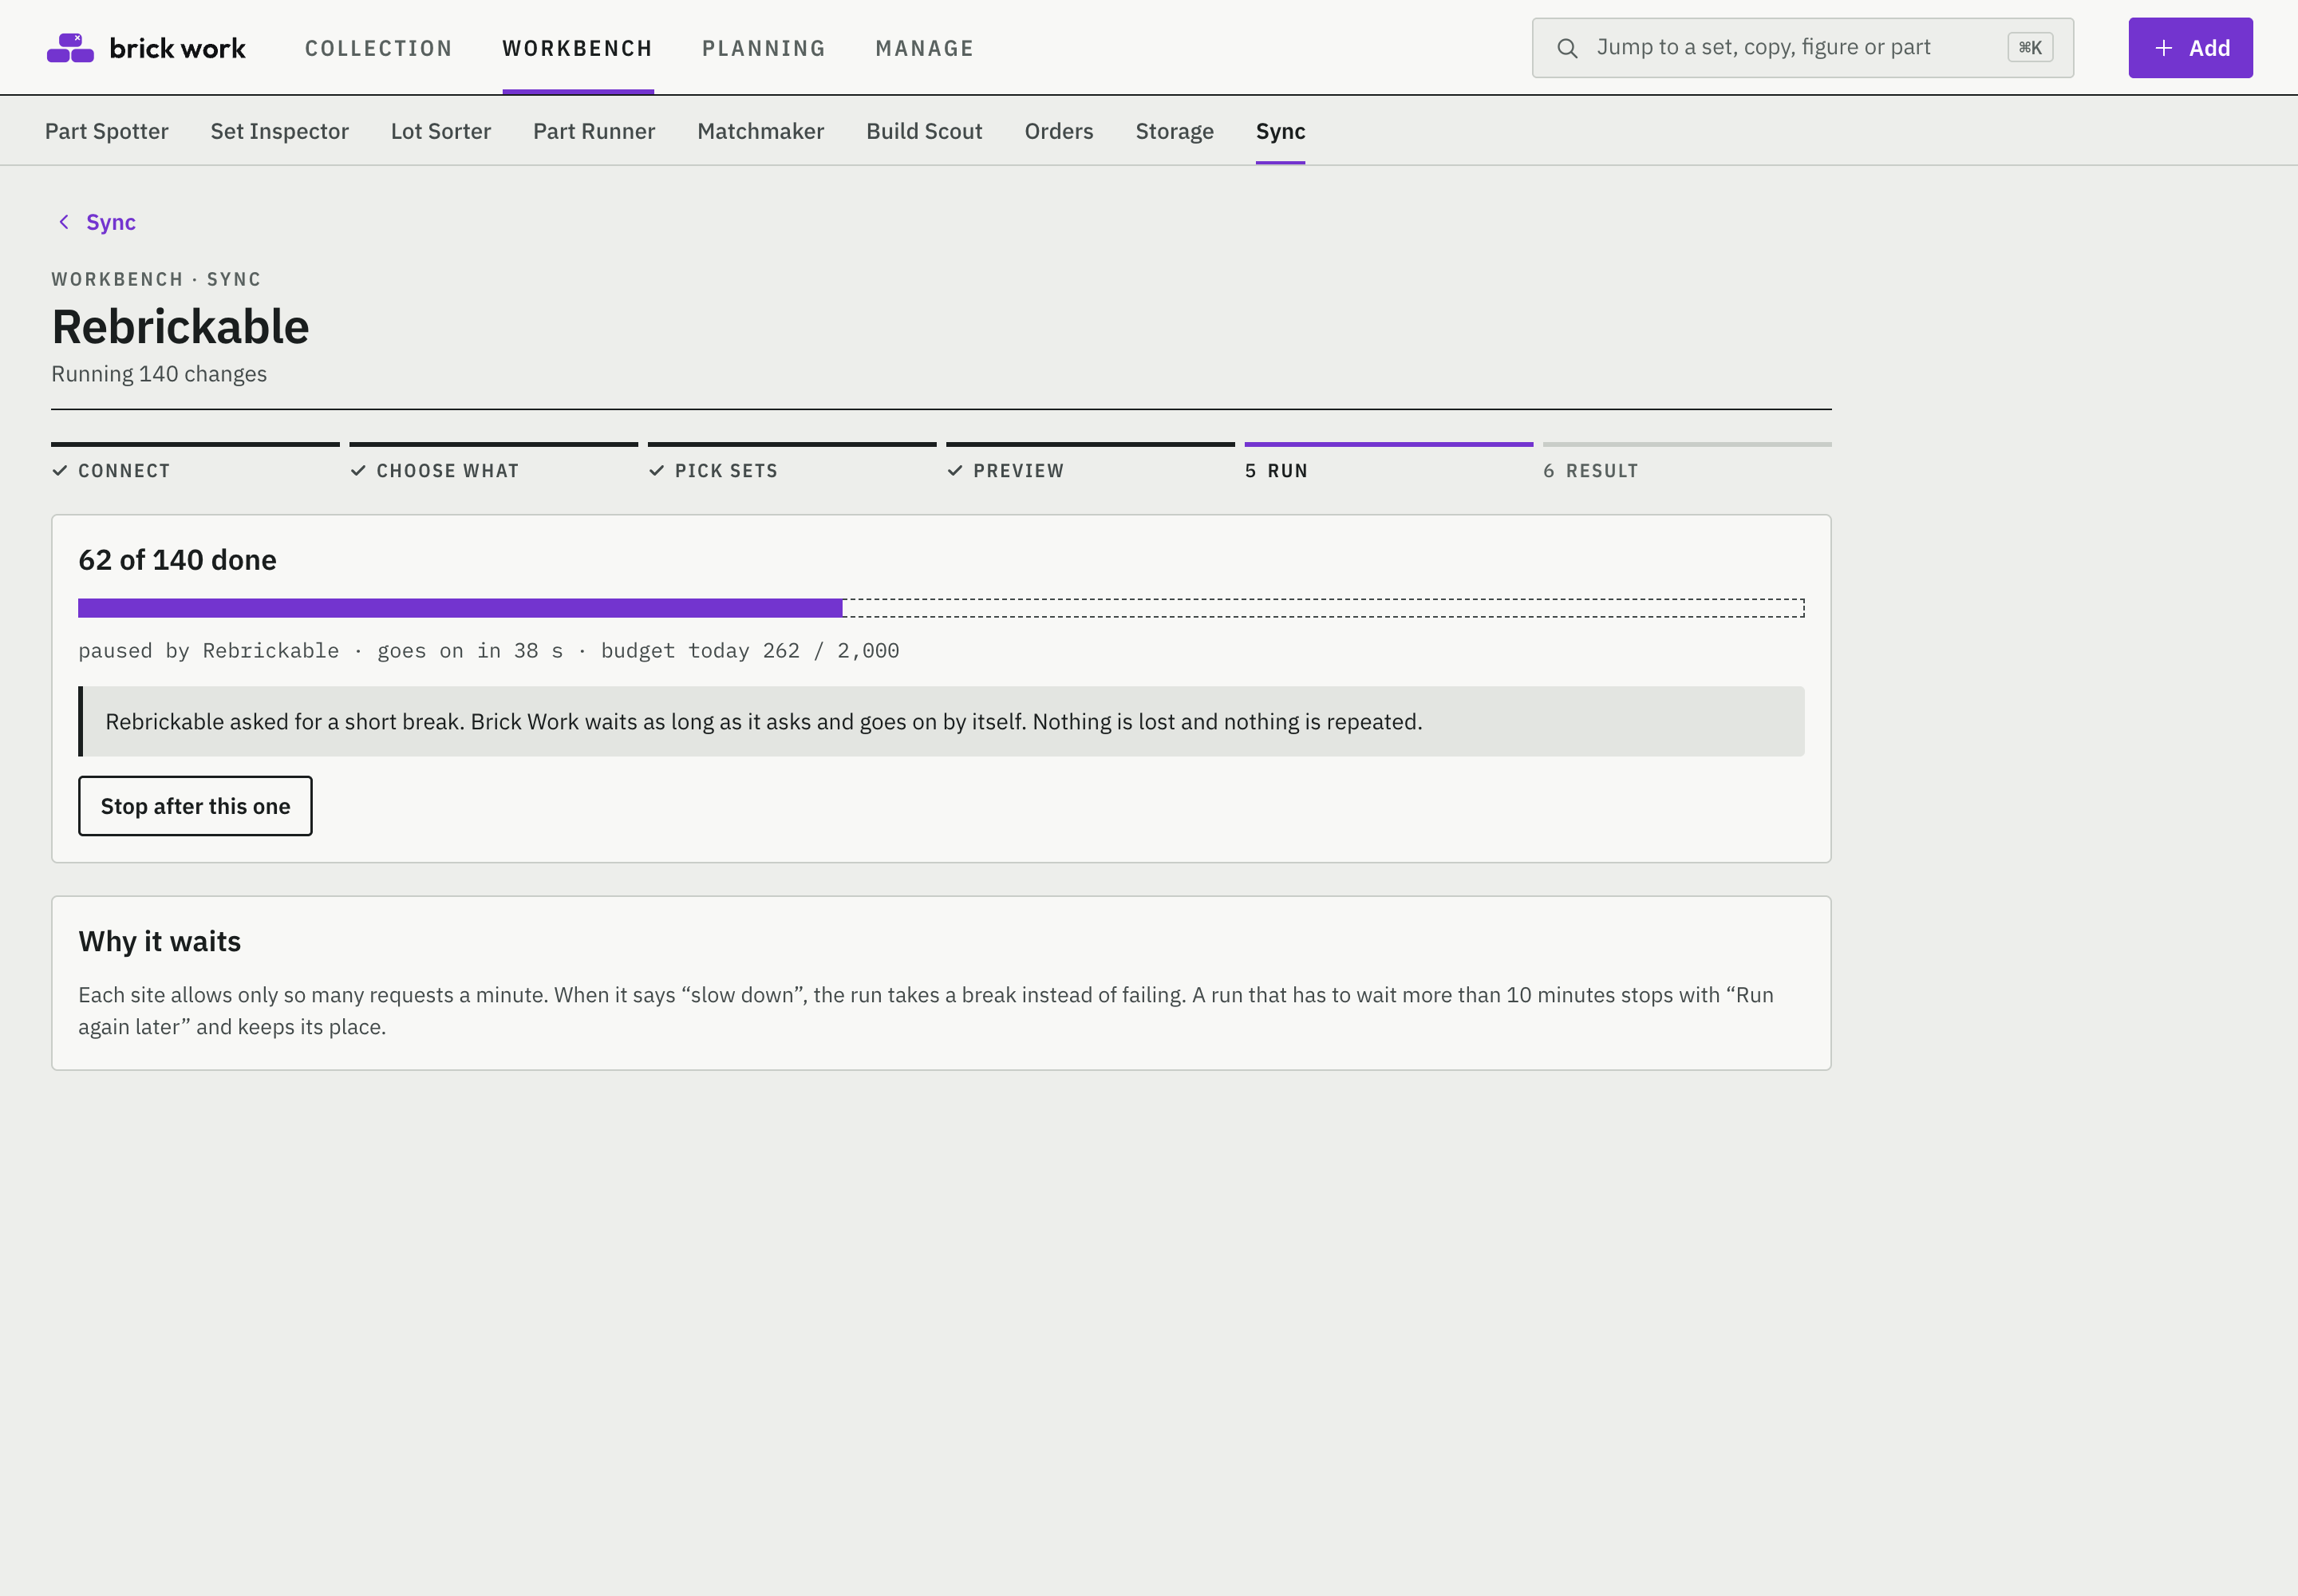 brick work
COLLECTION WORKBENCH PLANNING MANAGE
Jump to a set, copy, figure or part ⌘K
+ Add
Part Spotter Set Inspector Lot Sorter Part Runner Matchmaker Build Scout Orders Storage Sync
Sync
WORKBENCH · SYNC
Rebrickable
Running 140 changes
CONNECT CHOOSE WHAT PICK SETS PREVIEW 5 RUN 6 RESULT
62 of 140 done
paused by Rebrickable · goes on in 38 s · budget today 262 / 2,000
Rebrickable asked for a short break. Brick Work waits as long as it asks and goes on by itself. Nothing is lost and nothing is repeated.
Stop after this one
Why it waits
Each site allows only so many requests a minute. When it says “slow down”, the run takes a break instead of failing. A run that has to wait more than 10 minutes stops with “Run
again later” and keeps its place.